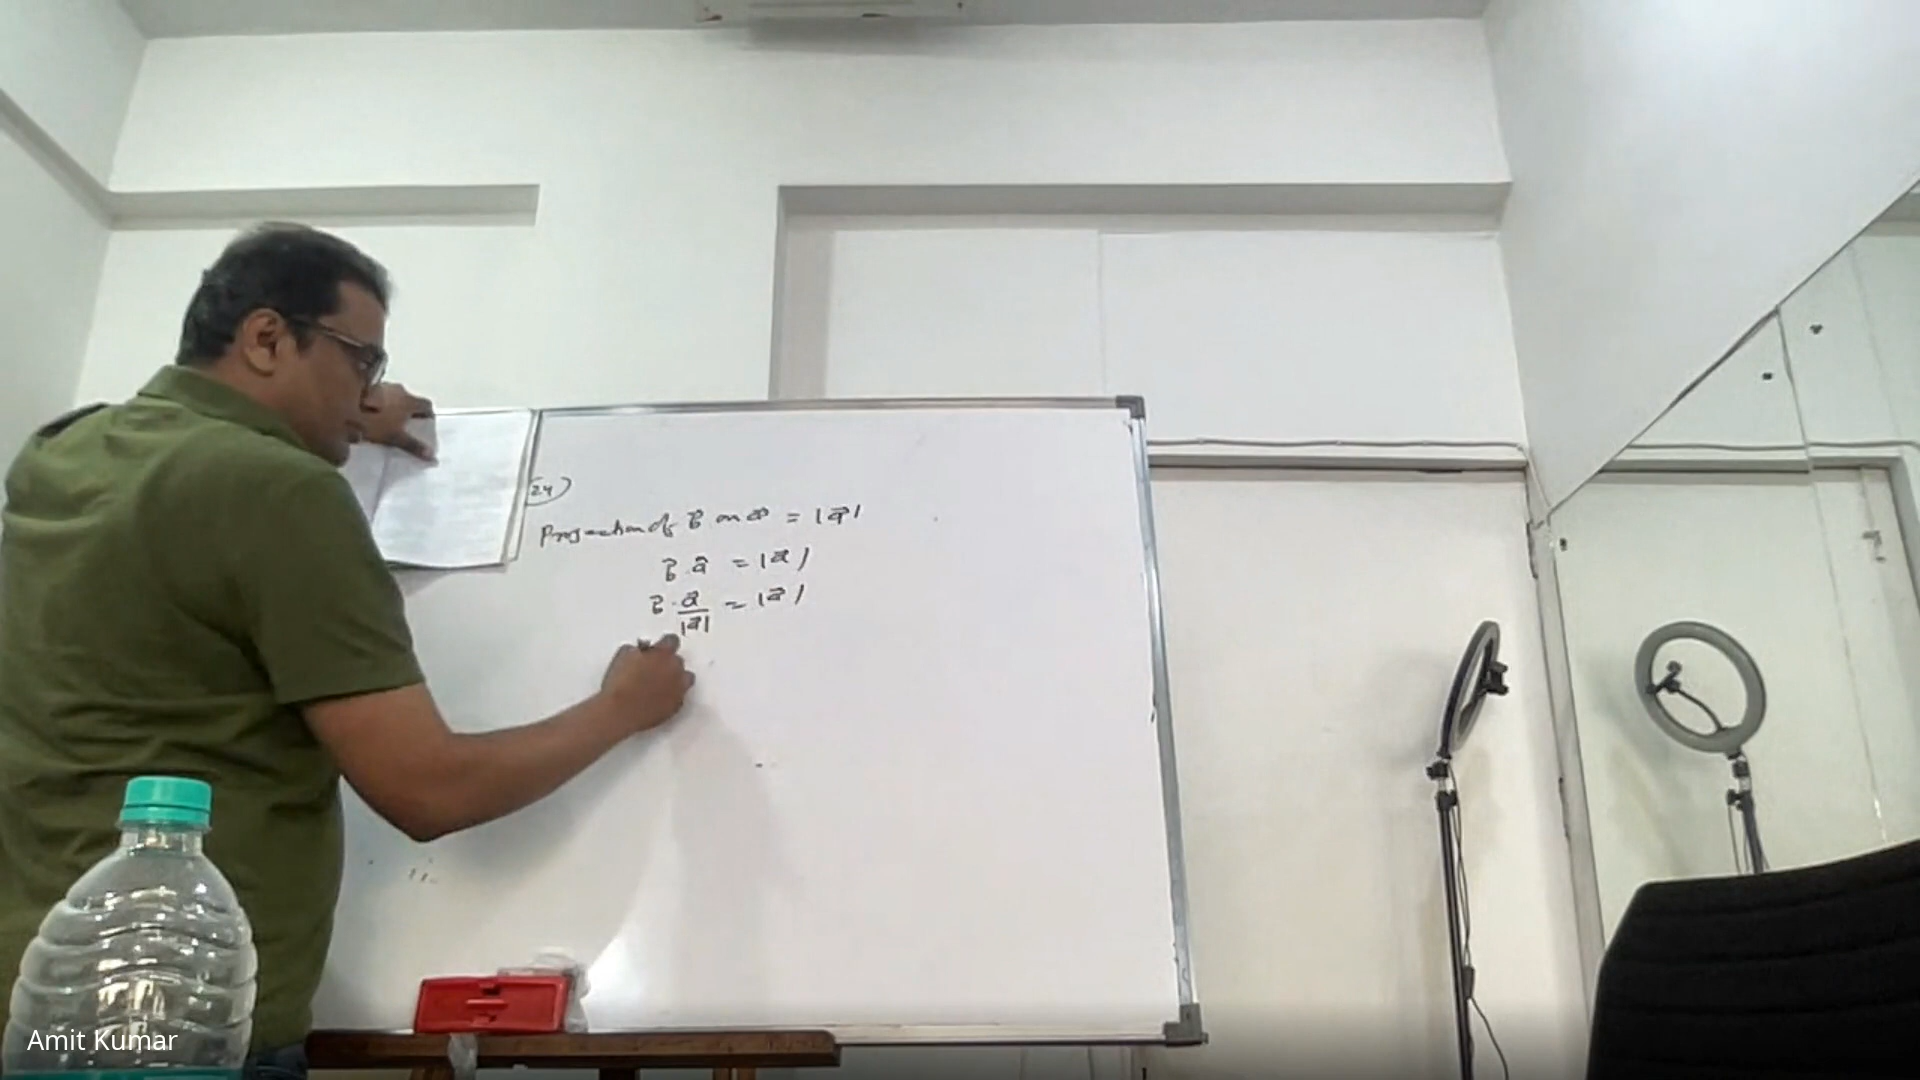 24
Projection of b⃗ on a⃗ = |a⃗|
b⃗ . â = |a⃗|
b⃗ . a⃗/|a⃗| = |a⃗|
Amit Kumar